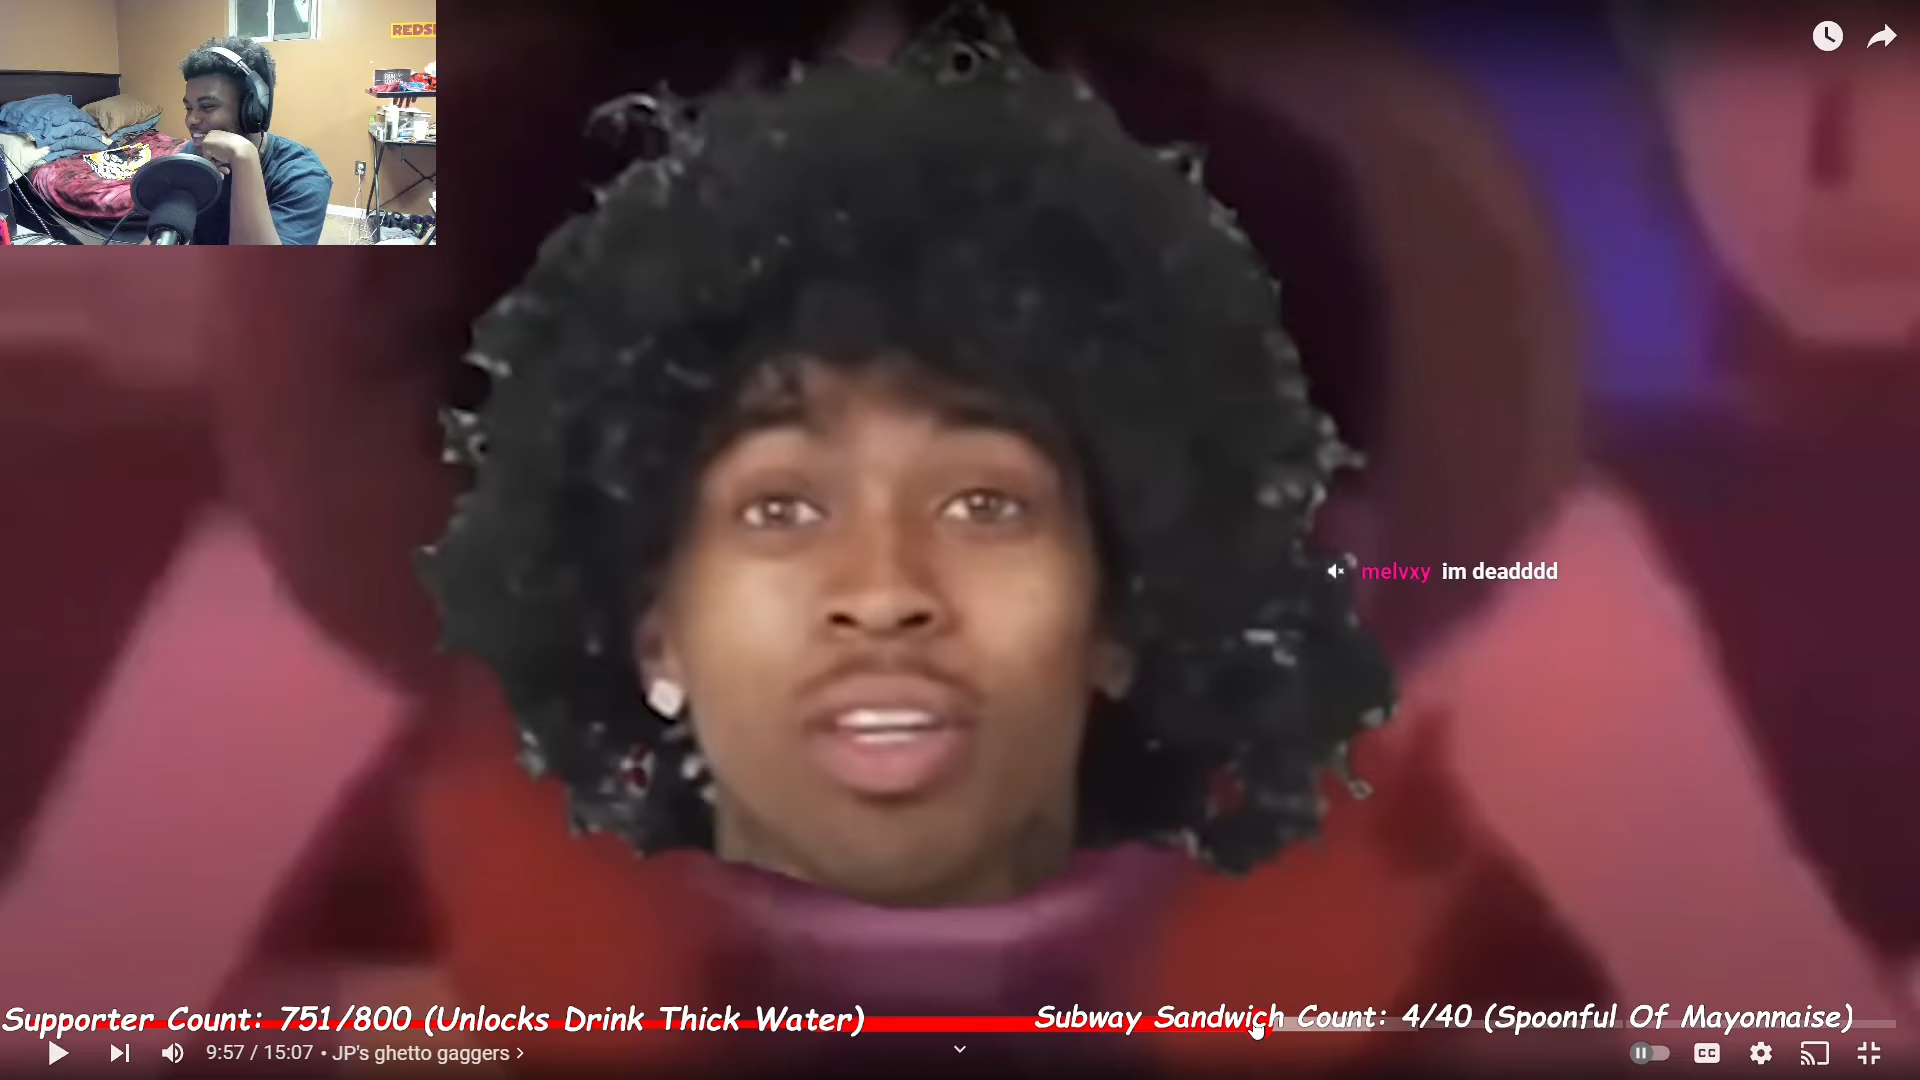 REDS
melvxy im deadddd
Supporter Count: 751/800 (Unlocks Drink Thick Water)
Subway Sandwich Count: 4/40 (Spoonful Of Mayonnaise)
9:57 / 15:07 • JP's ghetto gaggers >
CC